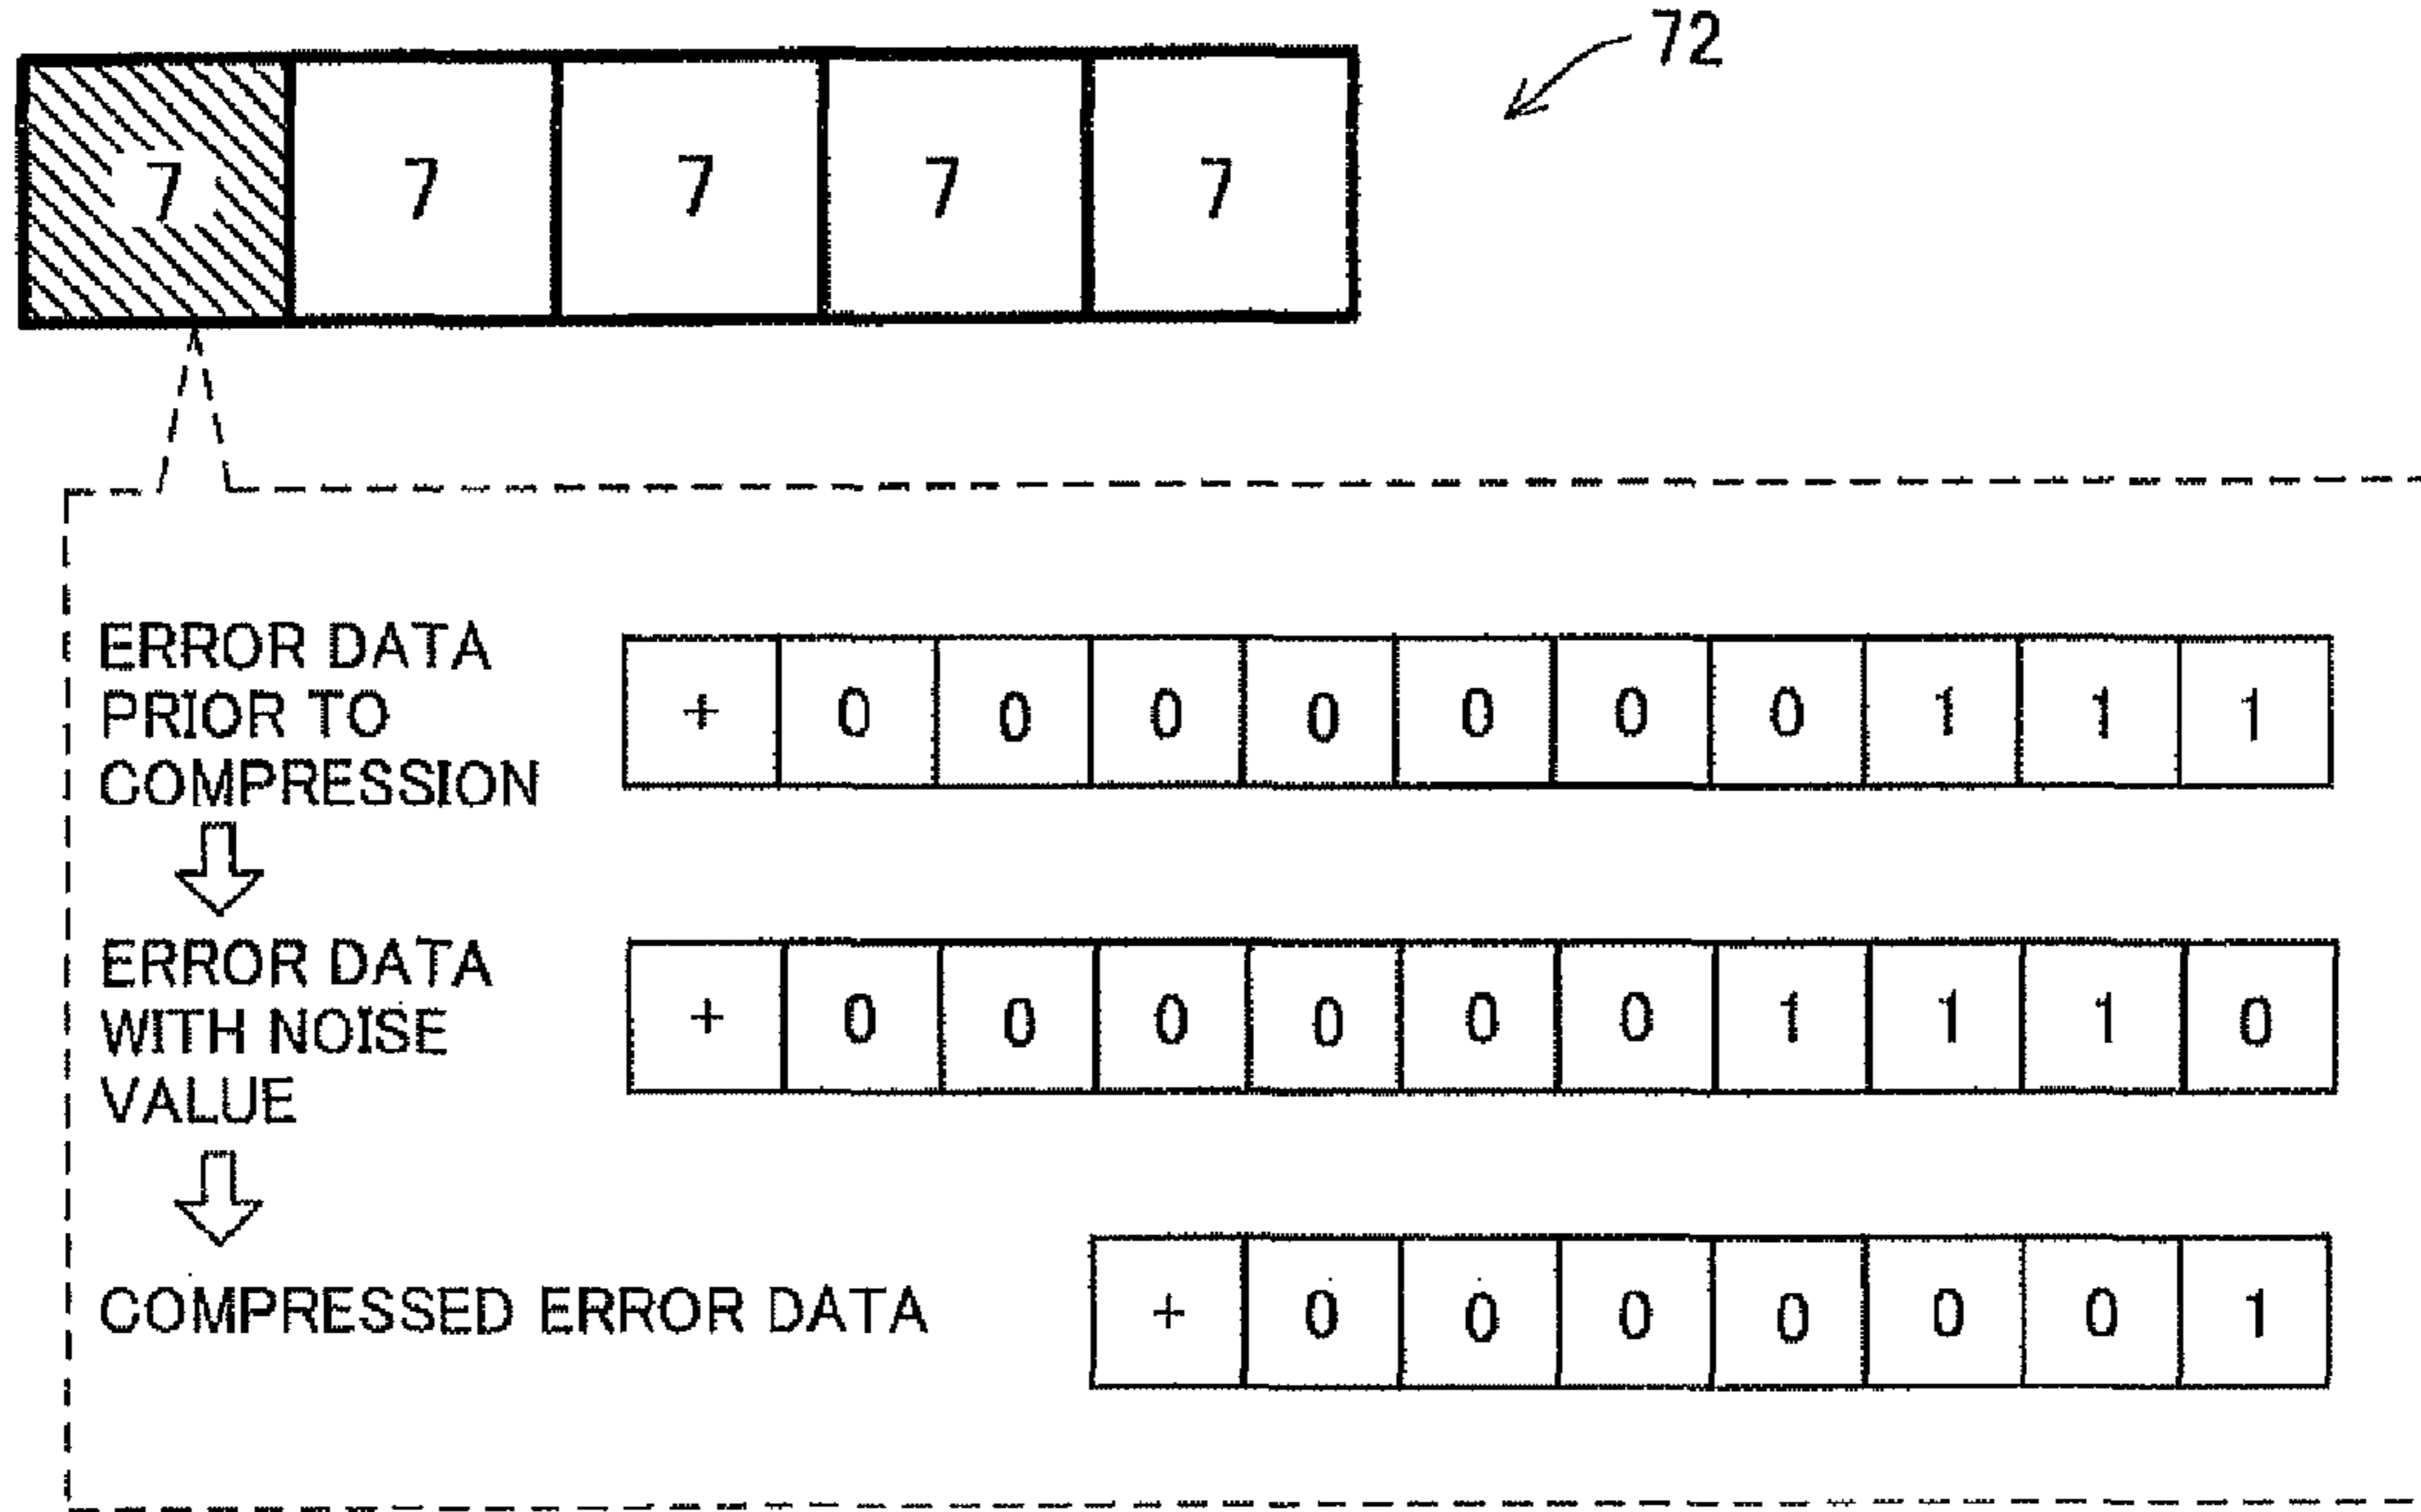 72
7 7 7 7 7
ERROR DATA
PRIOR TO
COMPRESSION
+ 0 0 0 0 0 0 0 1 1 1
ERROR DATA
WITH NOISE
VALUE
+ 0 0 0 0 0 0 1 1 1 0
COMPRESSED ERROR DATA
+ 0 0 0 0 0 0 1